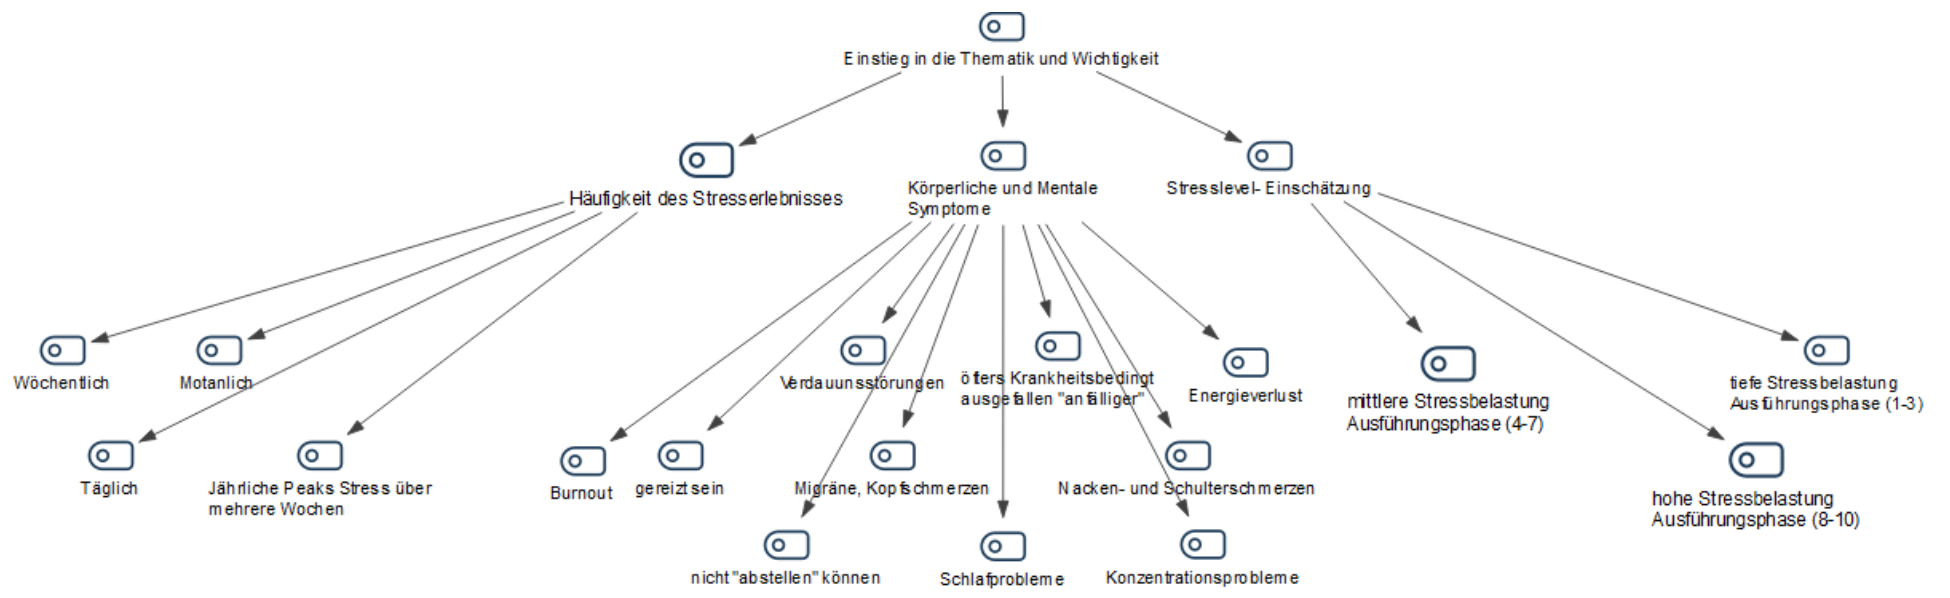 Einstieg in die Thematik und Wichtigkeit
Häufigkeit des Stresserlebnisses
Körperliche und Mentale
Symptome
Stresslevel- Einschätzung
Wöchentlich
Motanlich
Täglich
Jährliche Peaks Stress über
mehrere Wochen
Verdauunsstörungen
öfters Krankheitsbedingt
ausgefallen "anfälliger"
Energieverlust
Burnout
gereizt sein
Migräne, Kopfschmerzen
Nacken- und Schulterschmerzen
nicht "abstellen" können
Schlafprobleme
Konzentrationsprobleme
mittlere Stressbelastung
Ausführungsphase (4-7)
tiefe Stressbelastung
Ausführungsphase (1-3)
hohe Stressbelastung
Ausführungsphase (8-10)